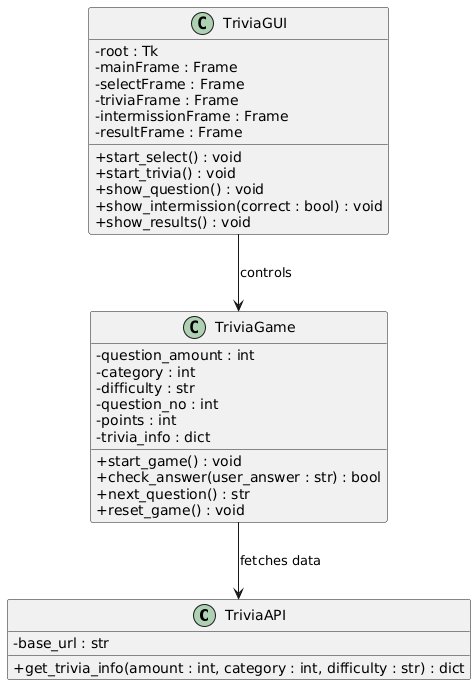 C TriviaGUI
-root : Tk
-mainFrame : Frame
-selectFrame : Frame
-triviaFrame : Frame
-intermissionFrame : Frame
-resultFrame : Frame
+start_select() : void
+start_trivia() : void
+show_question() : void
+show_intermission(correct : bool) : void
+show_results() : void
controls
C TriviaGame
-question_amount : int
-category : int
-difficulty : str
-question_no : int
-points : int
-trivia_info : dict
+start_game() : void
+check_answer(user_answer : str) : bool
+next_question() : str
+reset_game() : void
fetches data
C TriviaAPI
-base_url : str
+get_trivia_info(amount : int, category : int, difficulty : str) : dict